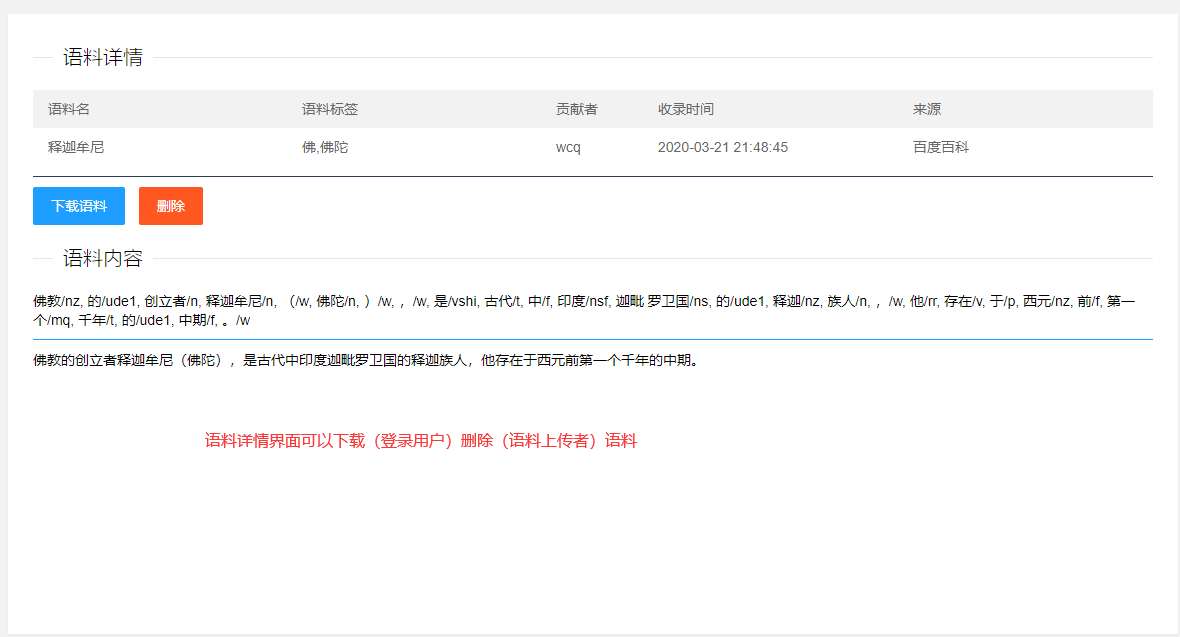 语料详情
语料名 语料标签 贡献者 收录时间 来源
释迦牟尼 佛,佛陀 wcq 2020-03-21 21:48:45 百度百科
下载语料 删除
语料内容
佛教/nz, 的/ude1, 创立者/n, 释迦牟尼/n, （/w, 佛陀/n, ）/w, ，/w, 是/vshi, 古代/t, 中/f, 印度/nsf, 迦毗 罗卫国/ns, 的/ude1, 释迦/nz, 族人/n, ，/w, 他/rr, 存在/v, 于/p, 西元/nz, 前/f, 第一
个/mq, 千年/t, 的/ude1, 中期/f, 。/w
佛教的创立者释迦牟尼（佛陀），是古代中印度迦毗罗卫国的释迦族人，他存在于西元前第一个千年的中期。
语料详情界面可以下载（登录用户）删除（语料上传者）语料